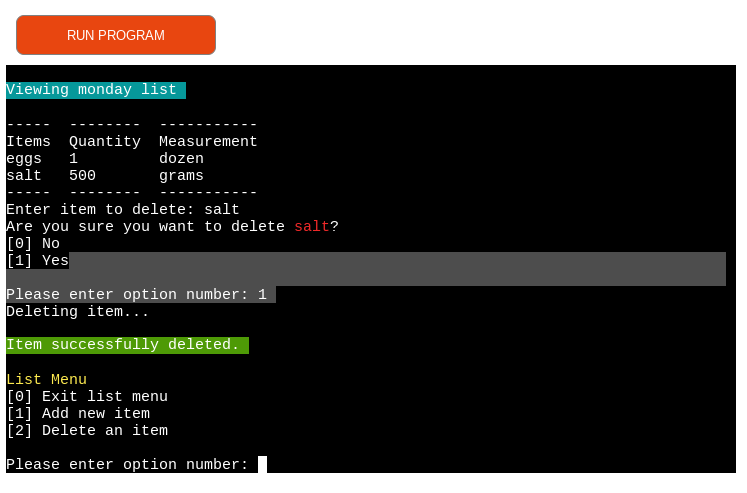 RUN PROGRAM
Viewing monday list
-----  --------  -----------
Items  Quantity  Measurement
eggs   1         dozen
salt   500       grams
-----  --------  -----------
Enter item to delete: salt
Are you sure you want to delete salt?
[0] No
[1] Yes
Please enter option number: 1
Deleting item...
Item successfully deleted.
List Menu
[0] Exit list menu
[1] Add new item
[2] Delete an item
Please enter option number: